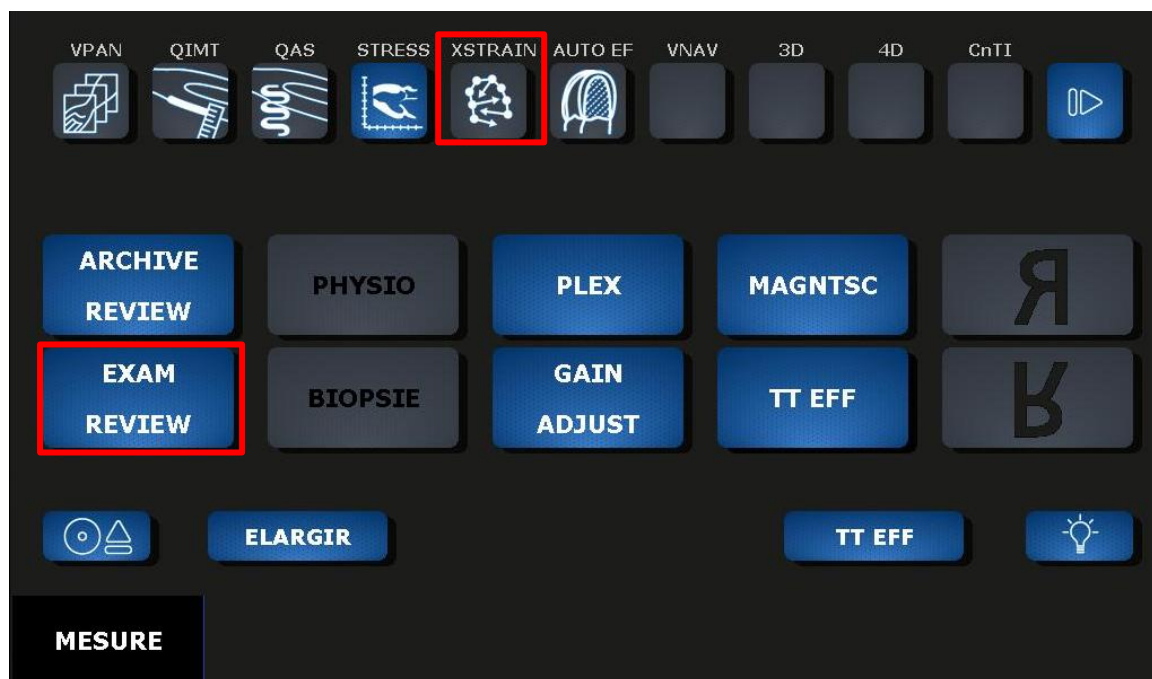 VPAN QIMT QAS STRESS XSTRAIN AUTO EF VNAV 3D 4D CnTI
ARCHIVE
REVIEW
PHYSIO
PLEX
MAGNTSC
R
EXAM
REVIEW
BIOPSIE
GAIN
ADJUST
TT EFF
R
ELARGIR
TT EFF
MESURE